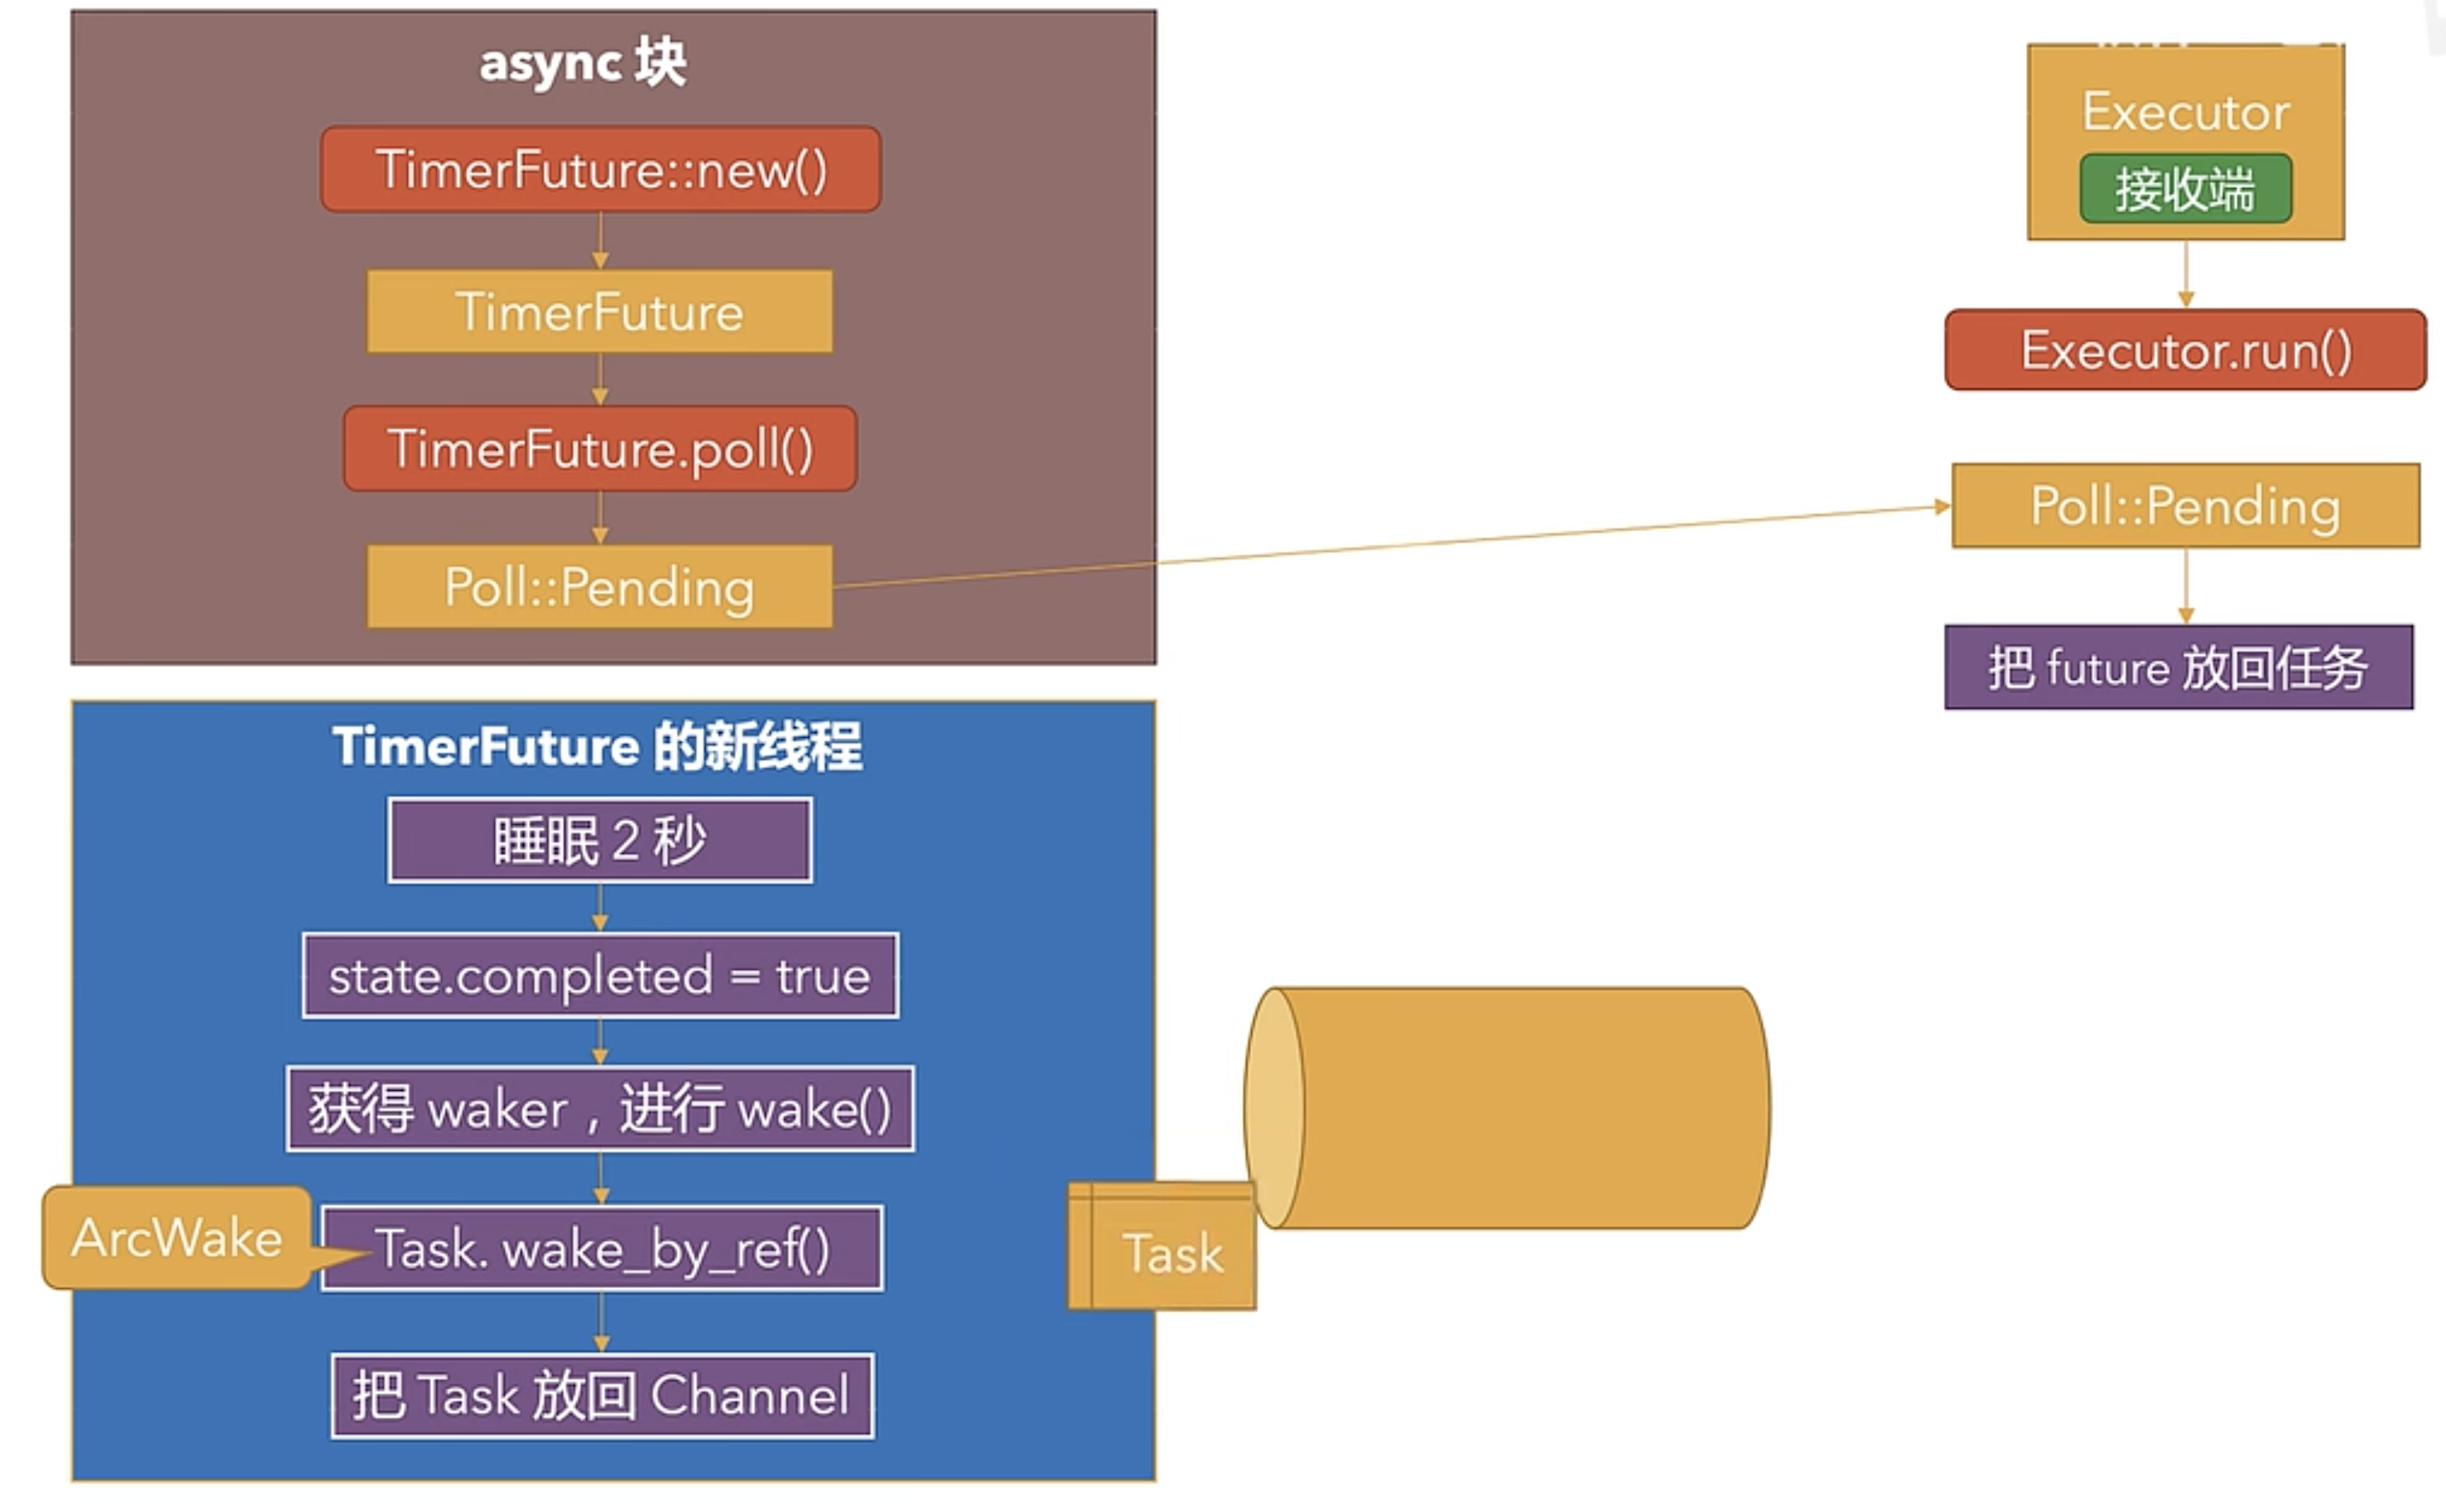 async 块
TimerFuture::new()
TimerFuture
TimerFuture.poll()
Poll::Pending
Executor
接收端
Executor.run()
Poll::Pending
把 future 放回任务
TimerFuture 的新线程
睡眠 2 秒
state.completed = true
获得 waker，进行 wake()
ArcWake
Task. wake_by_ref()
把 Task 放回 Channel
Task